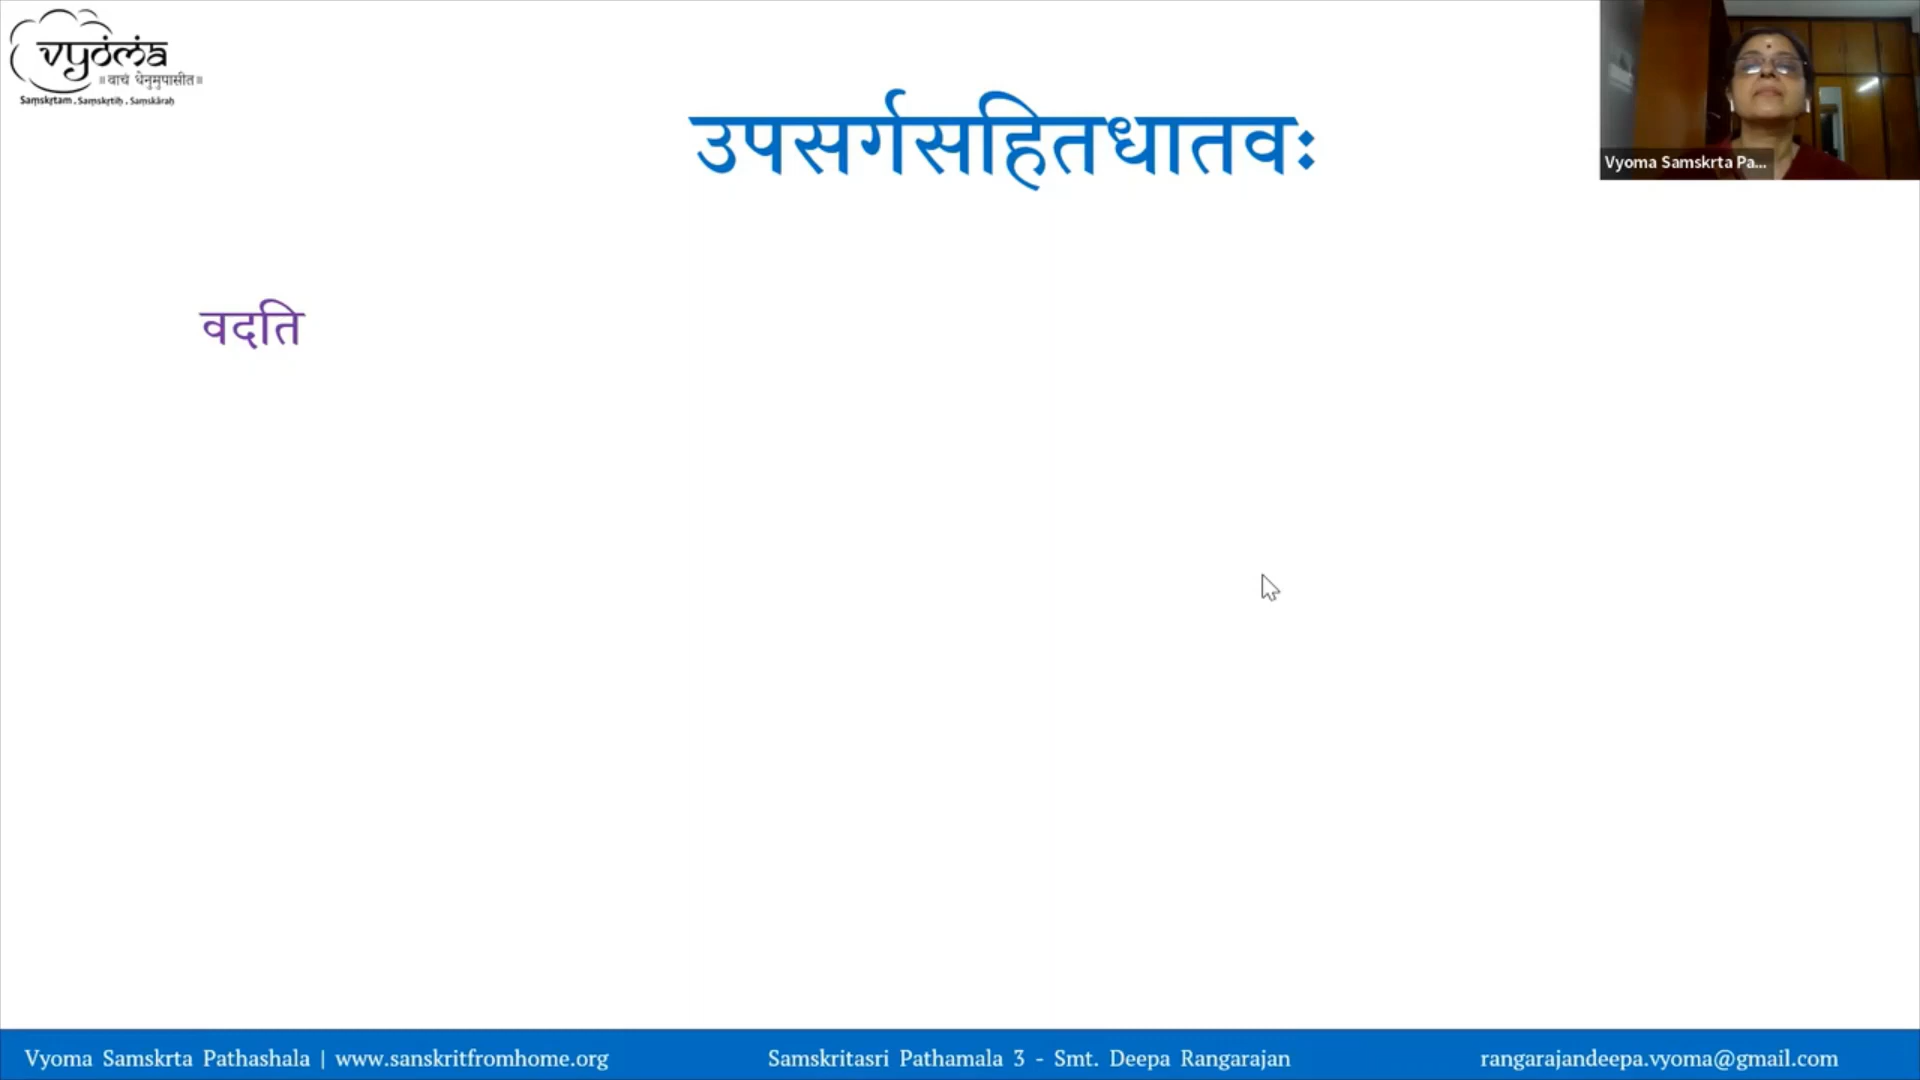 vyoma
॥वाचं धेनुमुपासीत॥
Saṃskṛtam . Saṃskṛtiḥ . Saṃskāraḥ
उपसर्गसहितधातवः
Vyoma Samskrta Pa...
वदति
Vyoma Samskrta Pathashala | www.sanskritfromhome.org
Samskritasri Pathamala 3 - Smt. Deepa Rangarajan
rangarajandeepa.vyoma@gmail.com